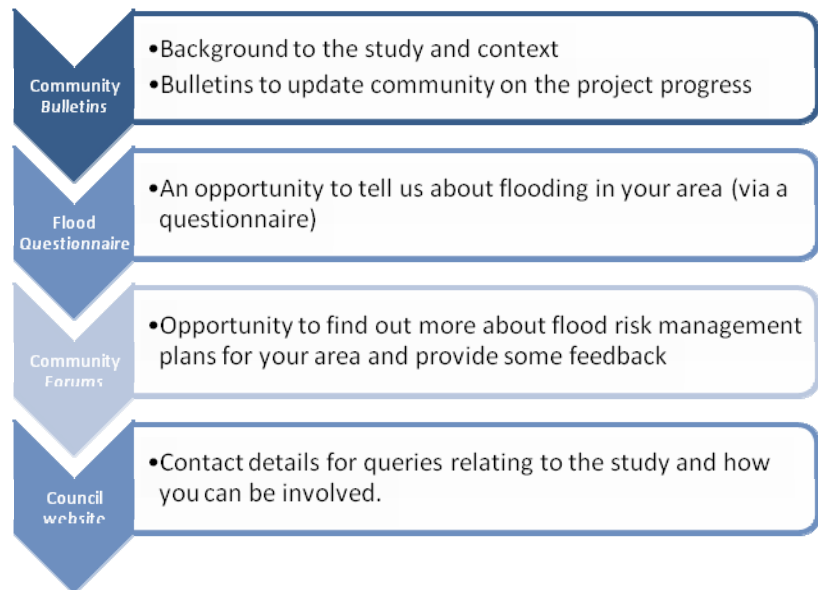 Community
Bulletins
•Background to the study and context
•Bulletins to update community on the project progress
Flood
Questionnaire
•An opportunity to tell us about flooding in your area (via a
questionnaire)
Community
Forums
•Opportunity to find out more about flood risk management
plans for your area and provide some feedback
Council
website
•Contact details for queries relating to the study and how
you can be involved.